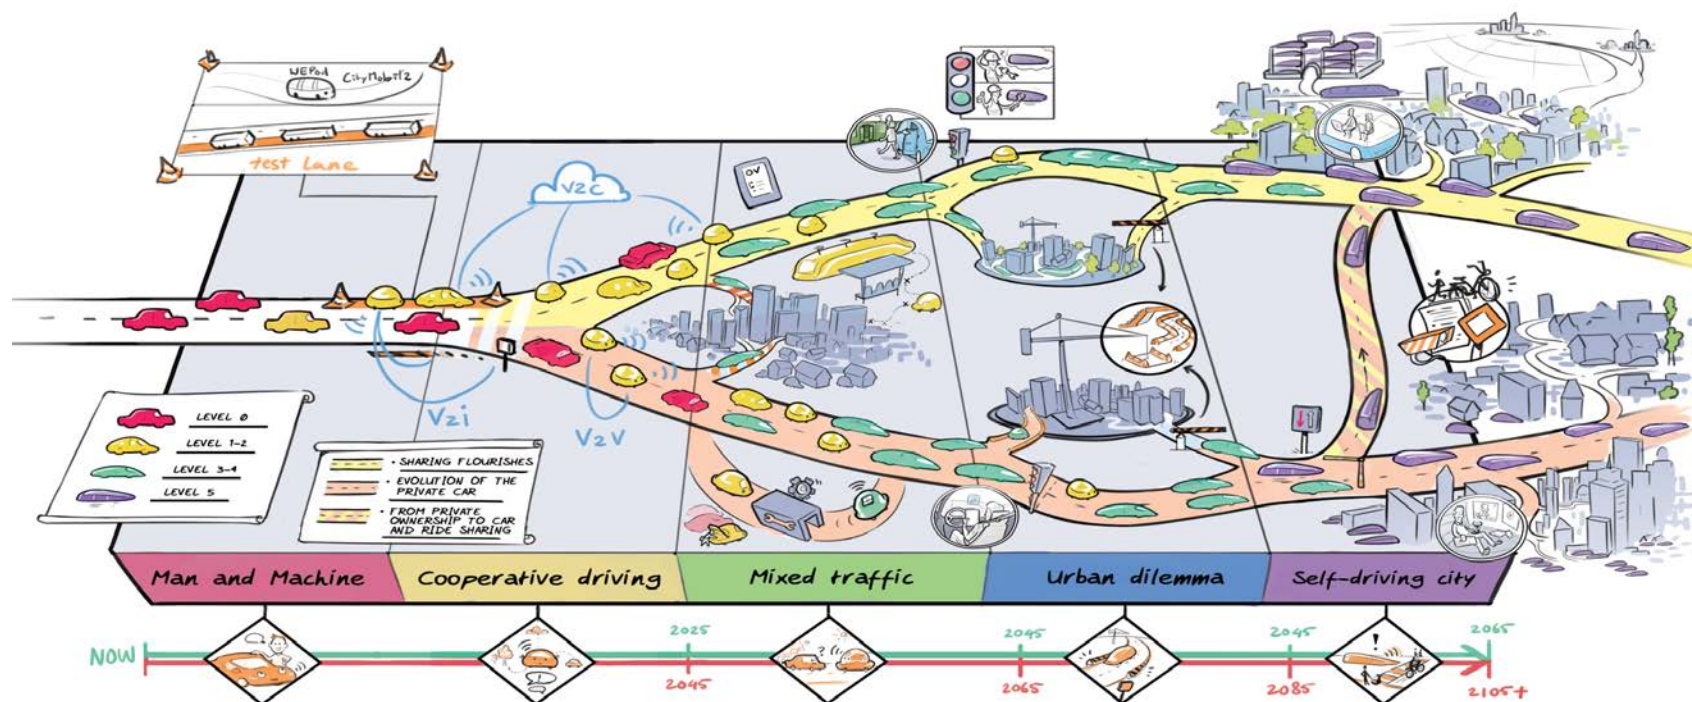 WEPod
CityMobil2
test Lane
V2C
OV
V2i
V2V
LEVEL 0
LEVEL 1-2
LEVEL 3-4
LEVEL 5
• SHARING FLOURISHES
• EVOLUTION OF THE
PRIVATE CAR
• FROM PRIVATE
OWNERSHIP TO CAR
AND RIDE SHARING
Man and Machine
Cooperative driving
Mixed traffic
Urban dilemma
Self-driving city
NOW
2025
2045
2045
2065
2045
2065
2085
2105+